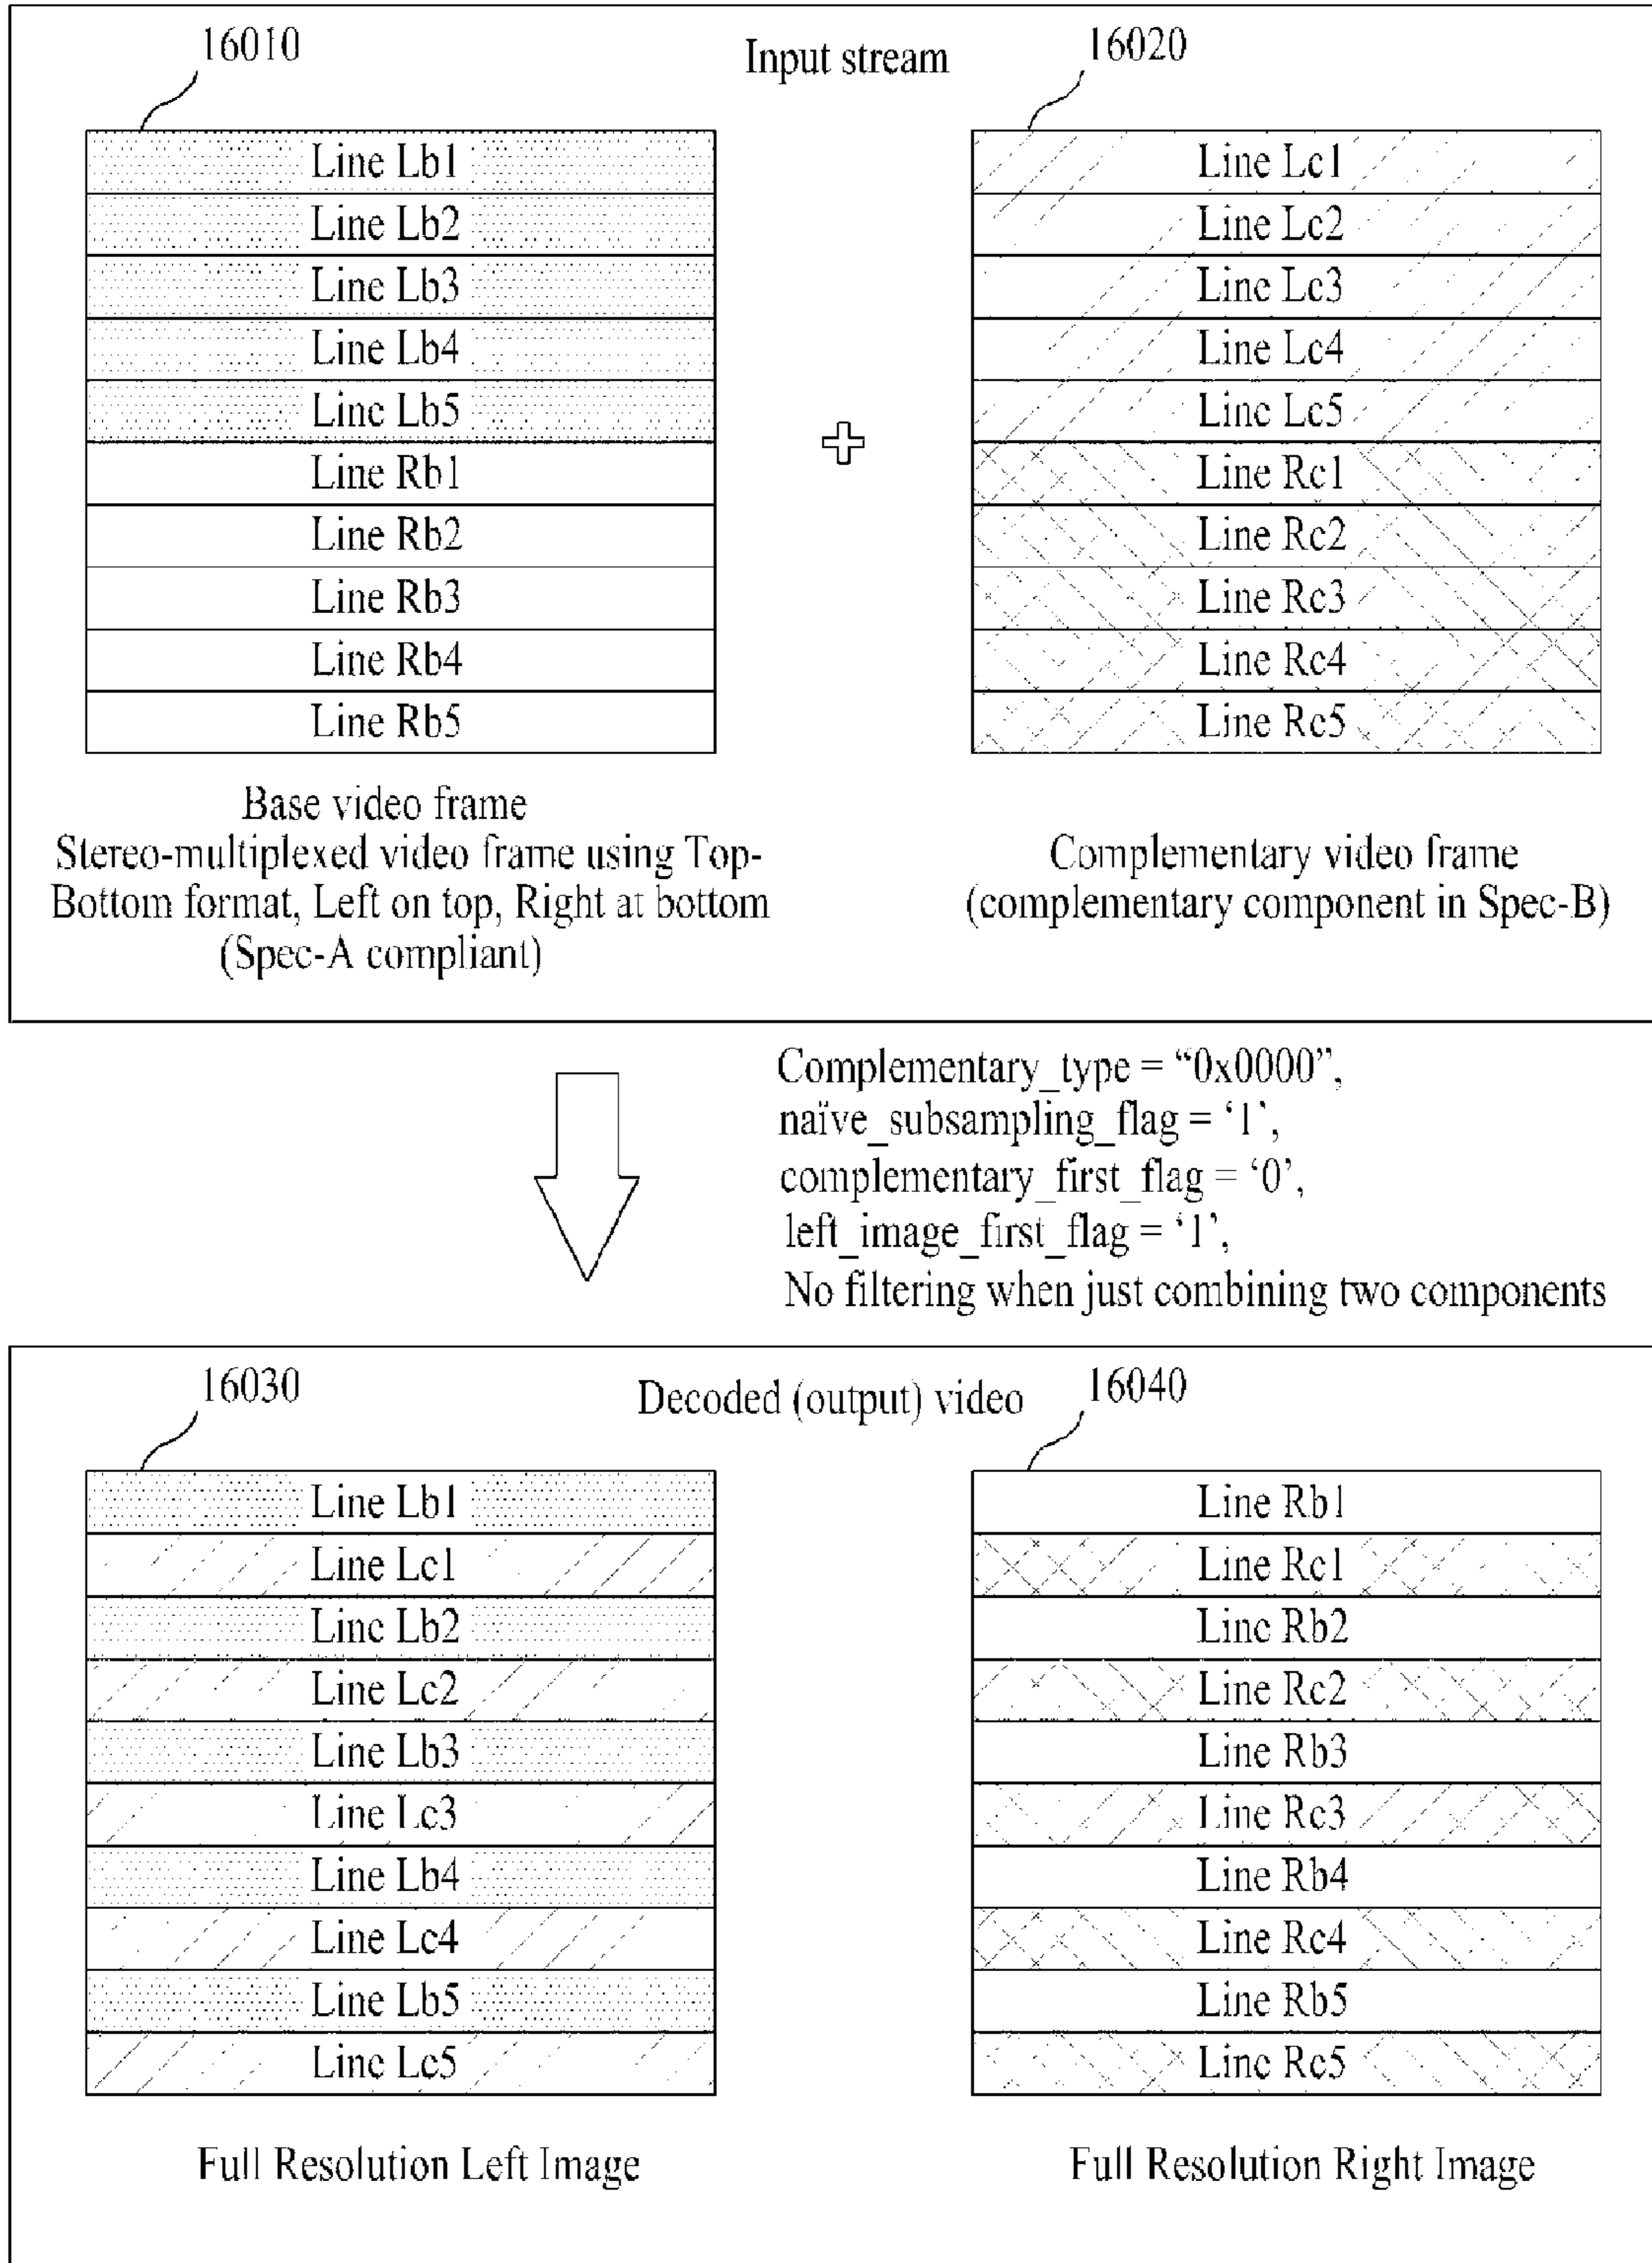 16010
Input stream
16020
Line Lb1
Line Lb2
Line Lb3
Line Lb4
Line Lb5
Line Rb1
Line Rb2
Line Rb3
Line Rb4
Line Rb5
Line Lc1
Line Lc2
Line Lc3
Line Lc4
Line Lc5
Line Rc1
Line Rc2
Line Rc3
Line Rc4
Line Rc5
Base video frame
Stereo-multiplexed video frame using Top-
Bottom format, Left on top, Right at bottom
(Spec-A compliant)
Complementary video frame
(complementary component in Spec-B)
Complementary_type = “0x0000”,
naïve_subsampling_flag = ‘1’,
complementary_first_flag = ‘0’,
left_image_first_flag = ‘1’,
No filtering when just combining two components
16030
Decoded (output) video
16040
Line Lb1
Line Lc1
Line Lb2
Line Lc2
Line Lb3
Line Lc3
Line Lb4
Line Lc4
Line Lb5
Line Lc5
Line Rb1
Line Rc1
Line Rb2
Line Rc2
Line Rb3
Line Rc3
Line Rb4
Line Rc4
Line Rb5
Line Rc5
Full Resolution Left Image
Full Resolution Right Image